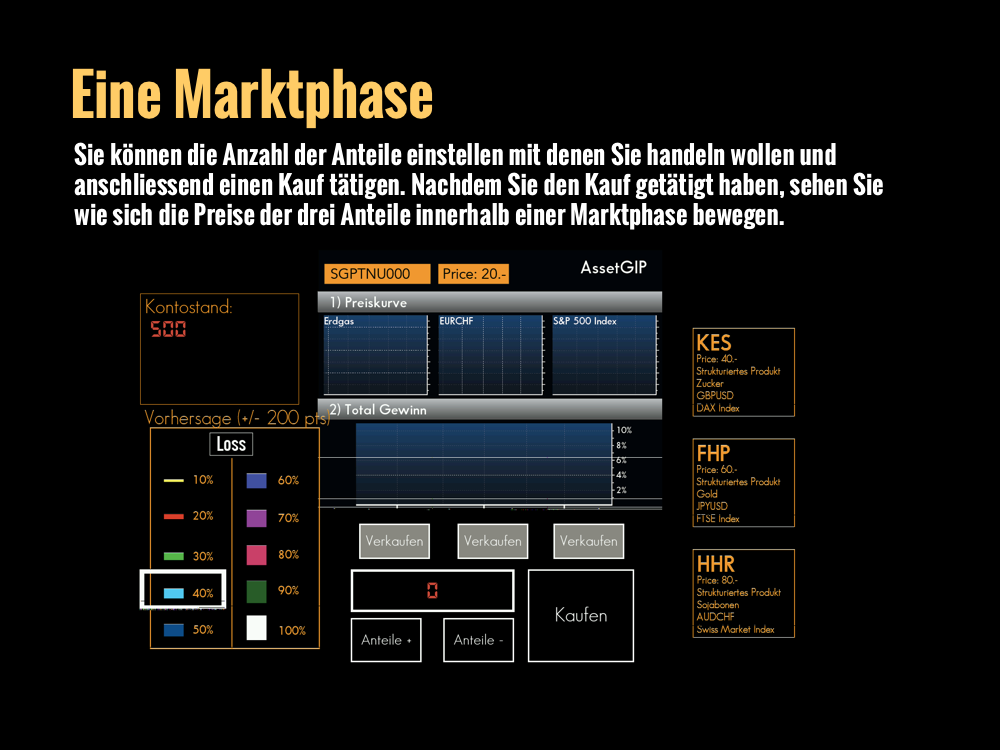 Eine Marktphase
Sie können die Anzahl der Anteile einstellen mit denen Sie handeln wollen und
anschliessend einen Kauf tätigen. Nachdem Sie den Kauf getätigt haben, sehen Sie
wie sich die Preise der drei Anteile innerhalb einer Marktphase bewegen.
SGPTNU000
Price: 20.-
AssetGIP
Kontostand:
500
1) Preiskurve
Erdgas
EURCHF
S&P 500 Index
2) Total Gewinn
10%
8%
6%
4%
2%
Vorhersage (+/- 200 pts)
Loss
10%
60%
20%
70%
30%
80%
40%
90%
50%
100%
Verkaufen
Verkaufen
Verkaufen
0
Anteile +
Anteile -
Kaufen
KES
Price: 40.-
Strukturiertes Produkt
Zucker
GBPUSD
DAX Index
FHP
Price: 60.-
Strukturiertes Produkt
Gold
JPYUSD
FTSE Index
HHR
Price: 80.-
Strukturiertes Produkt
Sojabonen
AUDCHF
Swiss Market Index